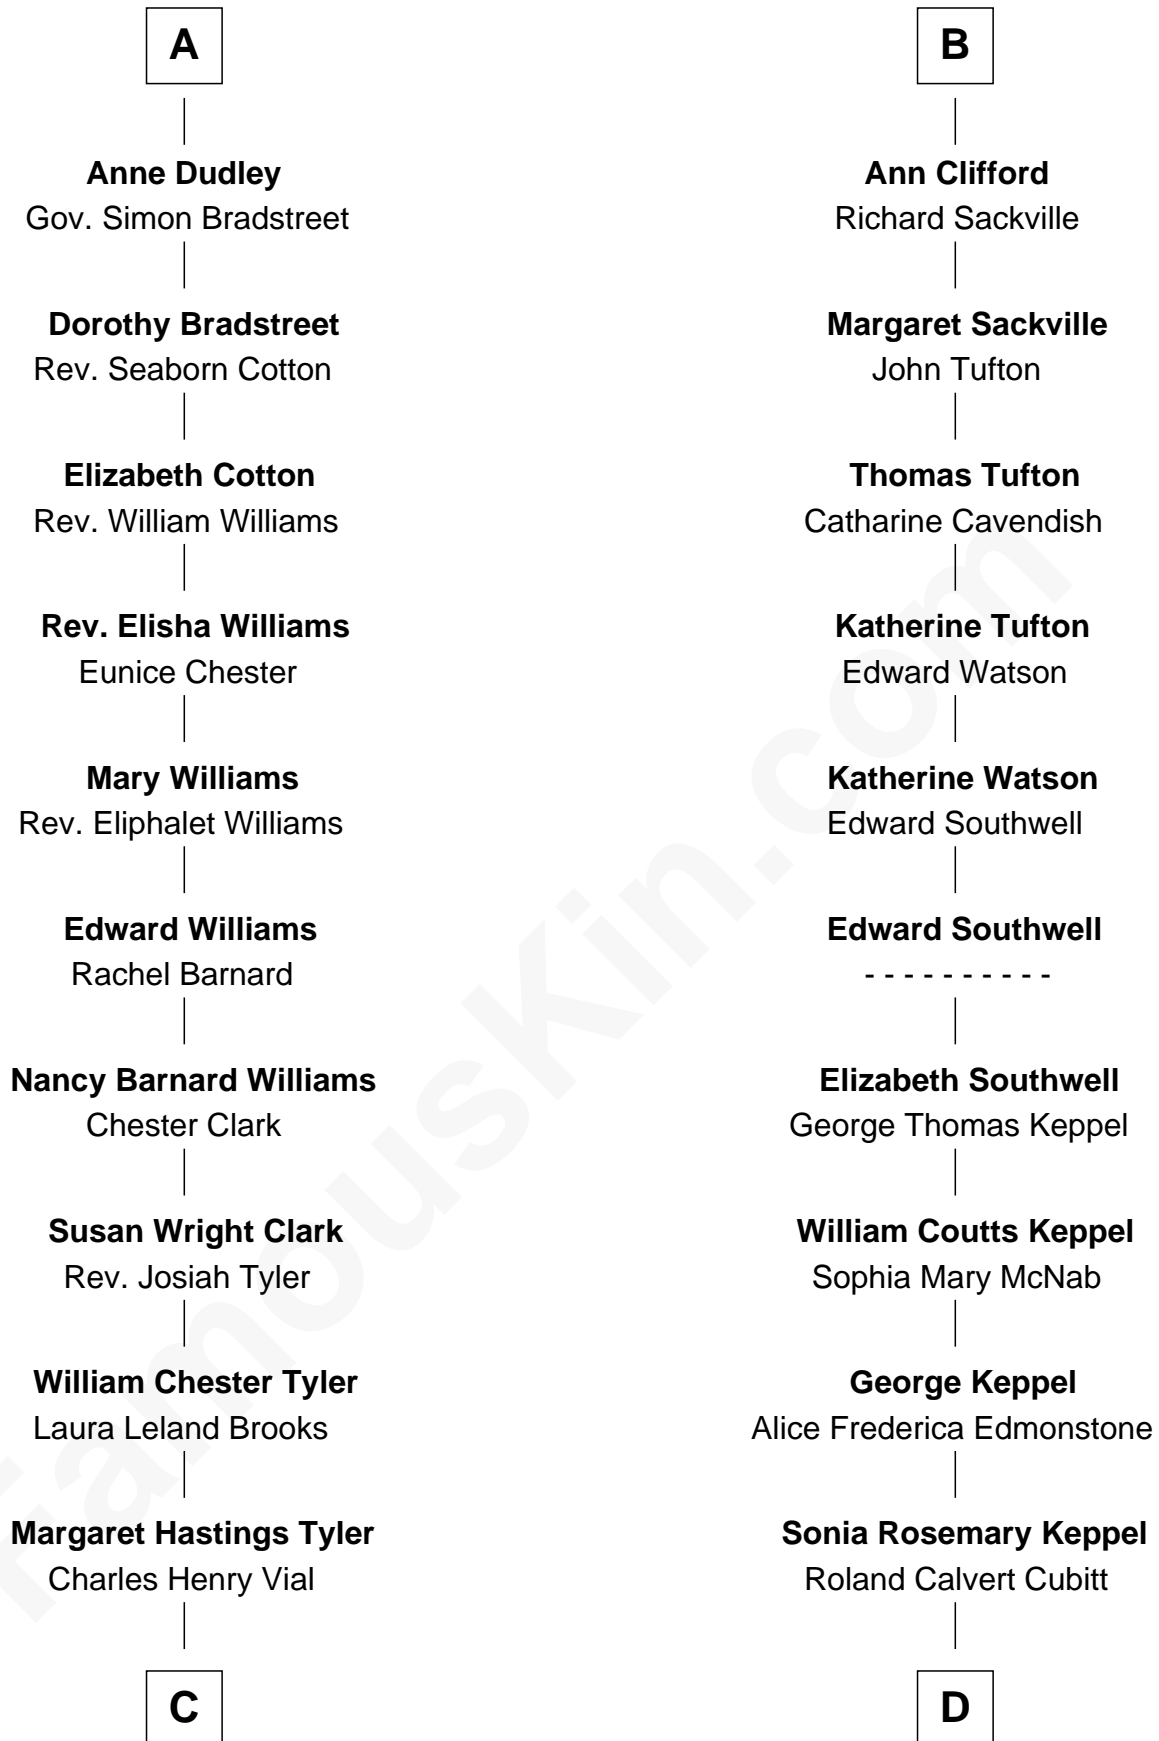 A
Anne Dudley
Gov. Simon Bradstreet
Dorothy Bradstreet
Rev. Seaborn Cotton
Elizabeth Cotton
Rev. William Williams
Rev. Elisha Williams
Eunice Chester
Mary Williams
Rev. Eliphalet Williams
Edward Williams
Rachel Barnard
Nancy Barnard Williams
Chester Clark
Susan Wright Clark
Rev. Josiah Tyler
William Chester Tyler
Laura Leland Brooks
Margaret Hastings Tyler
Charles Henry Vial
C
B
Ann Clifford
Richard Sackville
Margaret Sackville
John Tufton
Thomas Tufton
Catharine Cavendish
Katherine Tufton
Edward Watson
Katherine Watson
Edward Southwell
Edward Southwell
- - - - - - - - - -
Elizabeth Southwell
George Thomas Keppel
William Coutts Keppel
Sophia Mary McNab
George Keppel
Alice Frederica Edmonstone
Sonia Rosemary Keppel
Roland Calvert Cubitt
D
FamousKin.com